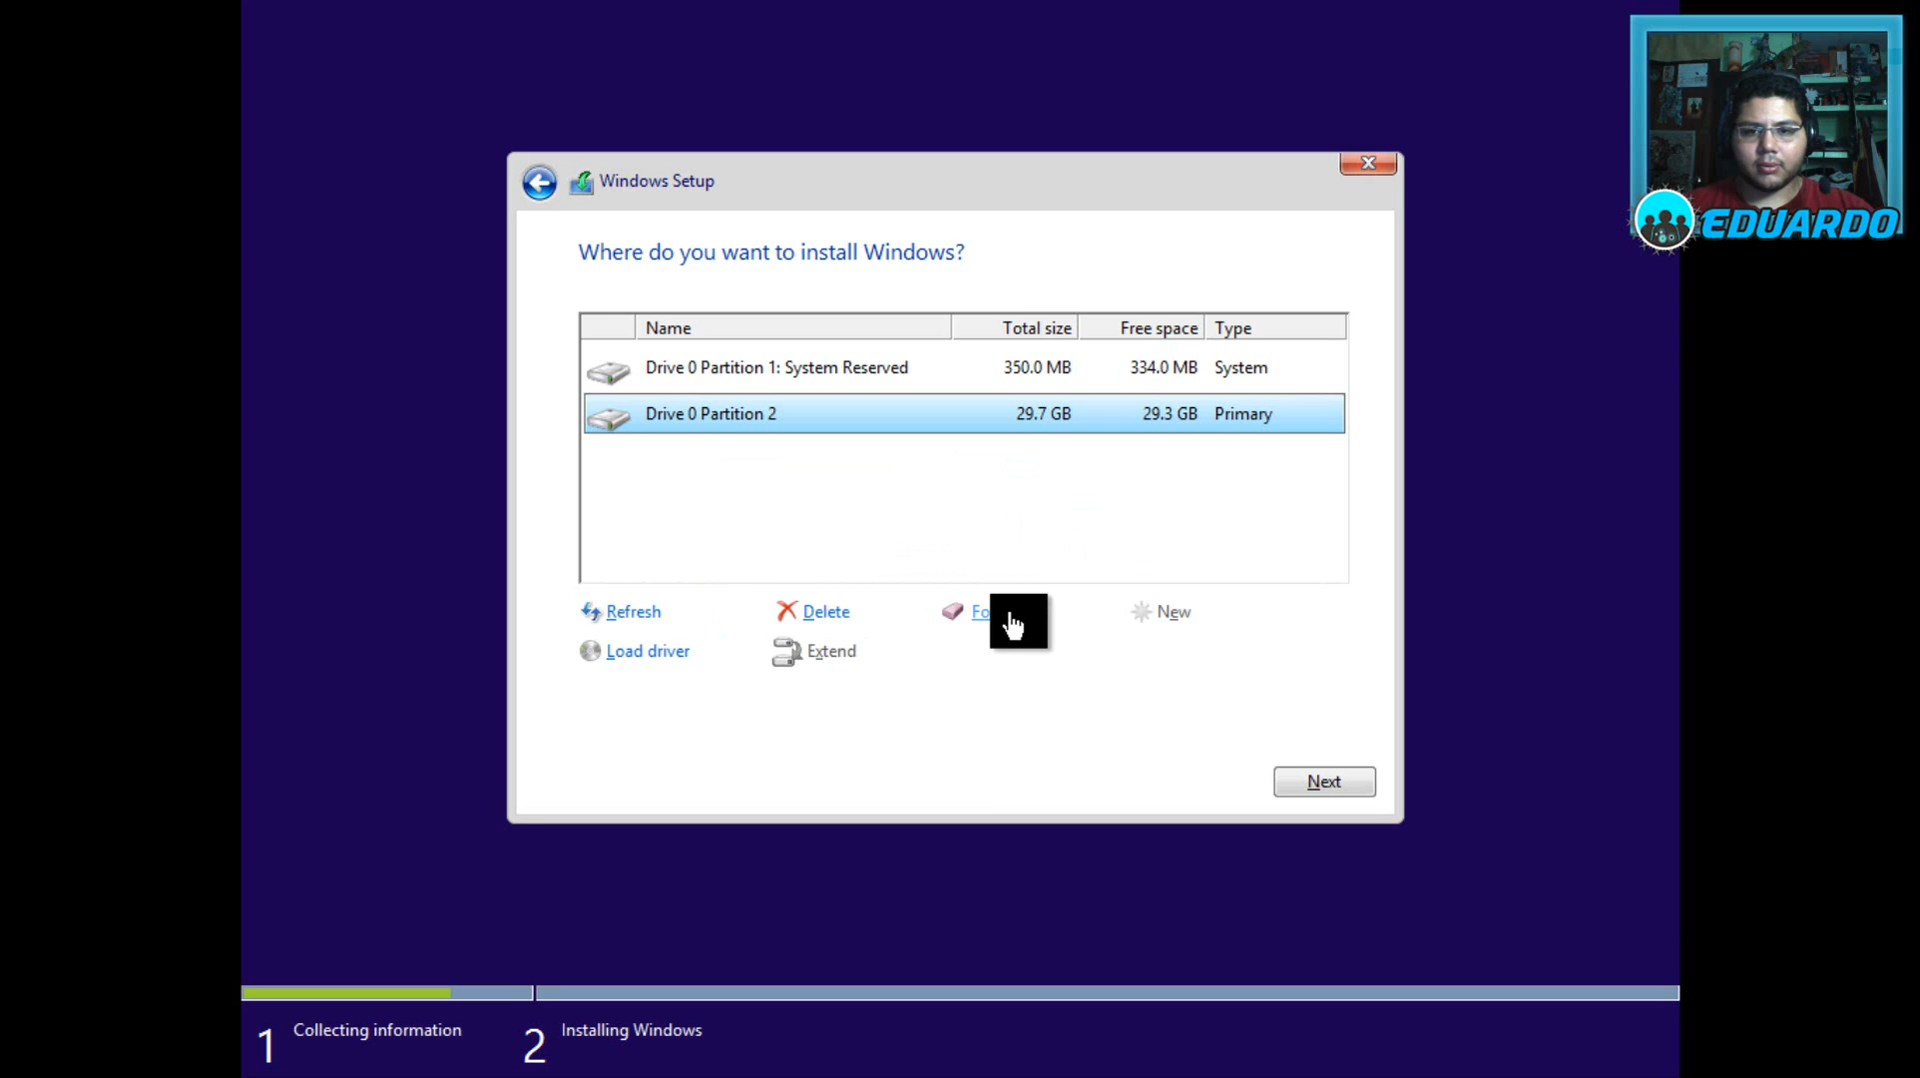 Windows Setup
EDUARDO
Where do you want to install Windows?
Name Total size Free space Type
Drive 0 Partition 1: System Reserved 350.0 MB 334.0 MB System
Drive 0 Partition 2 29.7 GB 29.3 GB Primary
Refresh Delete Fo New
Load driver Extend
Next
1 Collecting information 2 Installing Windows